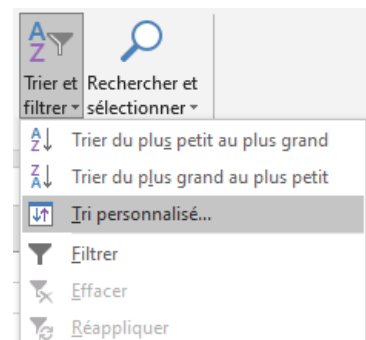 Trier et Rechercher et
filtrer sélectionner
Trier du plus petit au plus grand
Trier du plus grand au plus petit
Tri personnalisé...
Filtrer
Effacer
Réappliquer